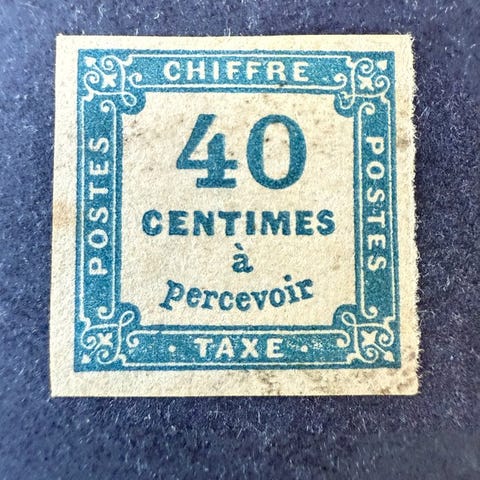 CHIFFRE
POSTES
40
CENTIMES
à
percevoir
POSTES
TAXE